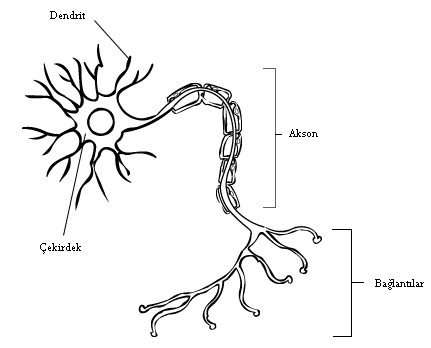 Dendrit
Akson
Çekirdek
Bağlantılar